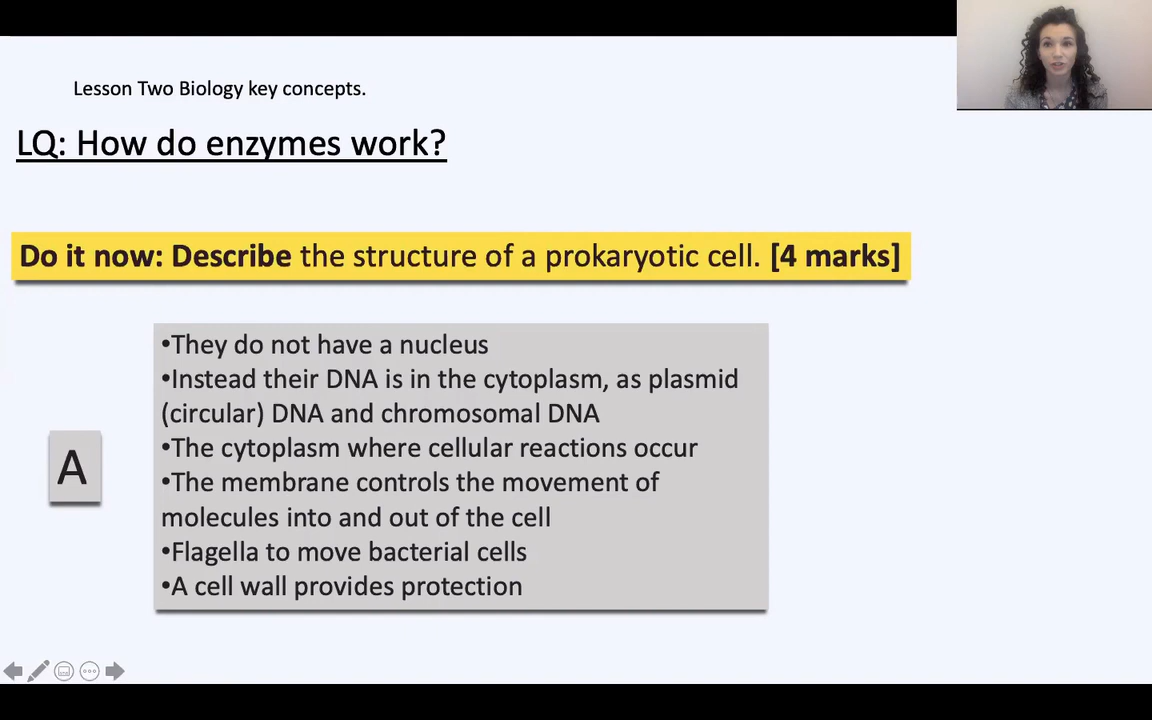 Lesson Two Biology key concepts.
LQ: How do enzymes work?
Do it now: Describe the structure of a prokaryotic cell. [4 marks]
•They do not have a nucleus
•Instead their DNA is in the cytoplasm, as plasmid
(circular) DNA and chromosomal DNA
•The cytoplasm where cellular reactions occur
•The membrane controls the movement of
molecules into and out of the cell
•Flagella to move bacterial cells
•A cell wall provides protection
A